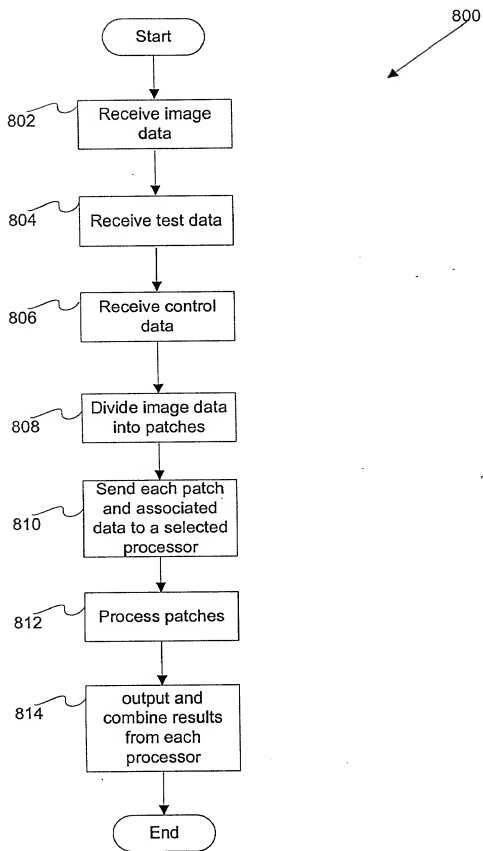 800
Start
802
Receive image
data
804
Receive test data
806
Receive control
data
808
Divide image data
into patches
810
Send each patch
and associated
data to a selected
processor
812
Process patches
814
output and
combine results
from each
processor
End